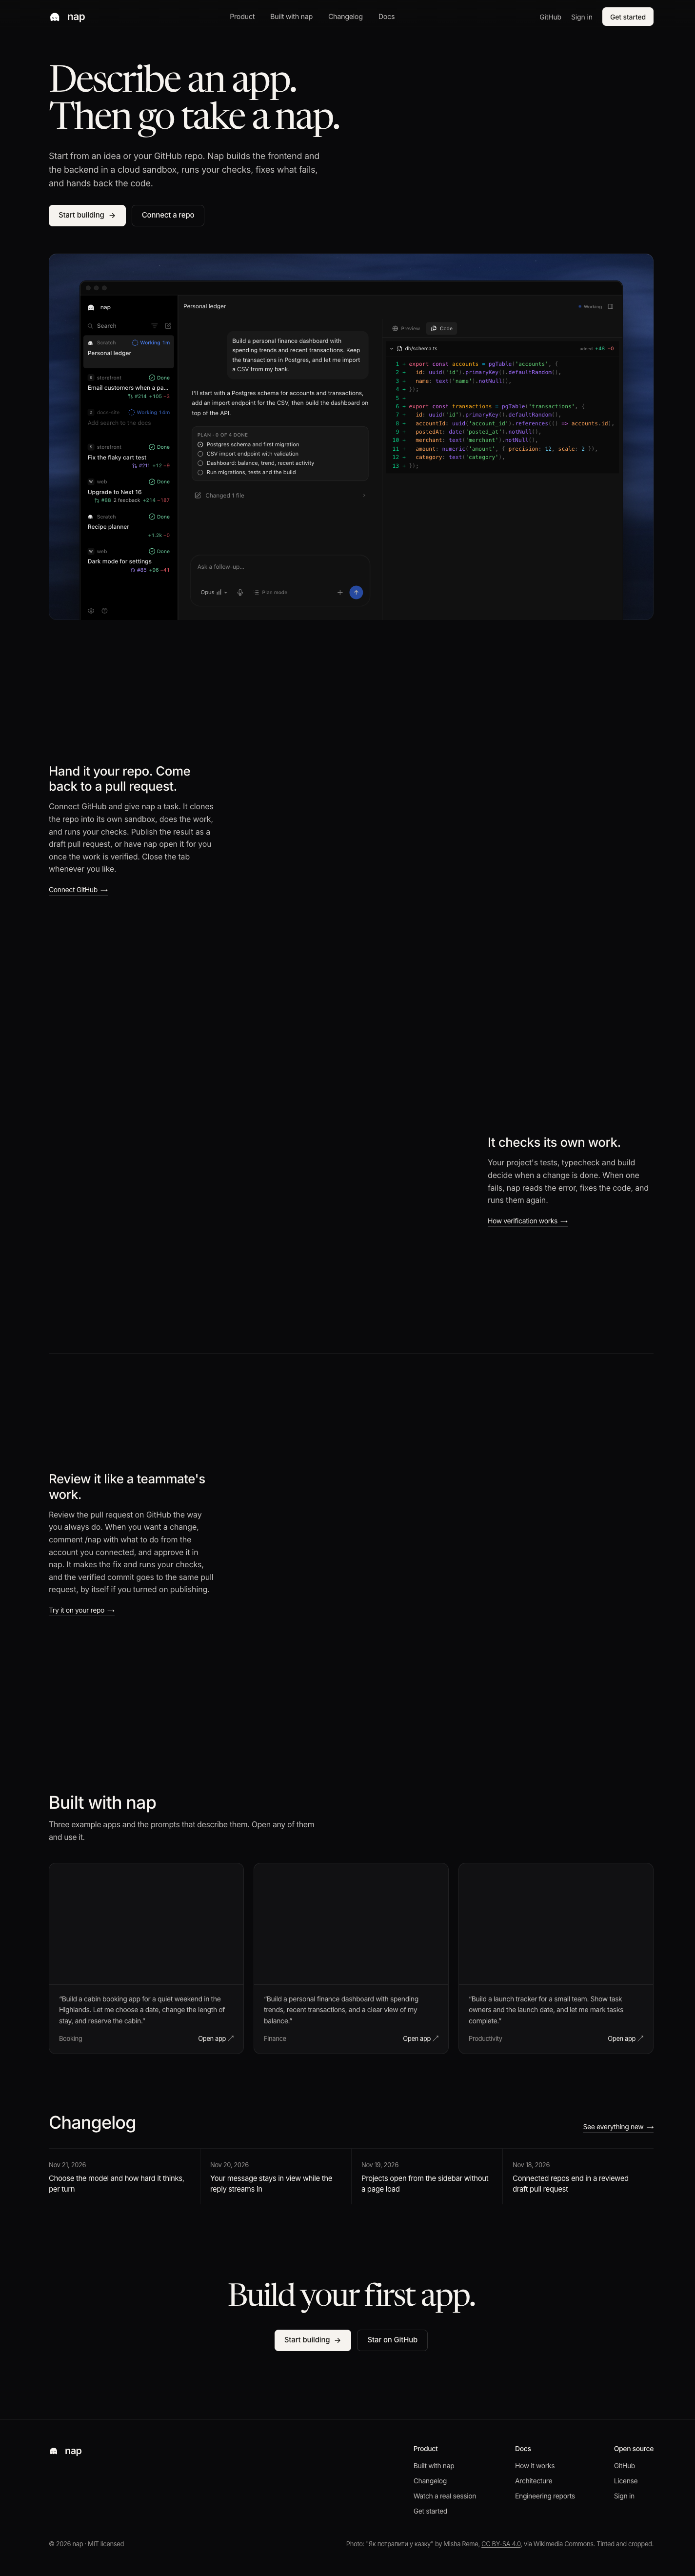 nap
Product Built with nap Changelog Docs
GitHub Sign in Get started
Describe an app.
Then go take a nap.
Start from an idea or your GitHub repo. Nap builds the frontend and
the backend in a cloud sandbox, runs your checks, fixes what fails,
and hands back the code.
Start building →
Connect a repo
nap
Search
Scratch Working 1m
Personal ledger
storefront Done
Email customers when a pa...
#214 +105 −3
docs-site Working 14m
Add search to the docs
storefront Done
Fix the flaky cart test
#211 +12 −9
web Done
Upgrade to Next 16
#88 2 feedback +214 −187
Scratch Done
Recipe planner
+1.2k −0
web Done
Dark mode for settings
#85 +96 −41
Personal ledger
Working
Build a personal finance dashboard with
spending trends and recent transactions. Keep
the transactions in Postgres, and let me import
a CSV from my bank.
I'll start with a Postgres schema for accounts and transactions,
add an import endpoint for the CSV, then build the dashboard on
top of the API.
PLAN · 0 OF 4 DONE
Postgres schema and first migration
CSV import endpoint with validation
Dashboard: balance, trend, recent activity
Run migrations, tests and the build
Changed 1 file
Ask a follow-up...
Opus
Plan mode
Preview Code
db/schema.ts added +48 −0
1 + export const accounts = pgTable('accounts', {
2 + id: uuid('id').primaryKey().defaultRandom(),
3 + name: text('name').notNull(),
4 + });
5 +
6 + export const transactions = pgTable('transactions', {
7 + id: uuid('id').primaryKey().defaultRandom(),
8 + accountId: uuid('account_id').references(() => accounts.id),
9 + postedAt: date('posted_at').notNull(),
10 + merchant: text('merchant').notNull(),
11 + amount: numeric('amount', { precision: 12, scale: 2 }),
12 + category: text('category'),
13 + });
Hand it your repo. Come
back to a pull request.
Connect GitHub and give nap a task. It clones
the repo into its own sandbox, does the work,
and runs your checks. Publish the result as a
draft pull request, or have nap open it for you
once the work is verified. Close the tab
whenever you like.
Connect GitHub →
It checks its own work.
Your project's tests, typecheck and build
decide when a change is done. When one
fails, nap reads the error, fixes the code, and
runs them again.
How verification works →
Review it like a teammate's
work.
Review the pull request on GitHub the way
you always do. When you want a change,
comment /nap with what to do from the
account you connected, and approve it in
nap. It makes the fix and runs your checks,
and the verified commit goes to the same pull
request, by itself if you turned on publishing.
Try it on your repo →
Built with nap
Three example apps and the prompts that describe them. Open any of them
and use it.
“Build a cabin booking app for a quiet weekend in the
Highlands. Let me choose a date, change the length of
stay, and reserve the cabin.”
Booking Open app ↗
“Build a personal finance dashboard with spending
trends, recent transactions, and a clear view of my
balance.”
Finance Open app ↗
“Build a launch tracker for a small team. Show task
owners and the launch date, and let me mark tasks
complete.”
Productivity Open app ↗
Changelog
See everything new →
Nov 21, 2026
Choose the model and how hard it thinks,
per turn
Nov 20, 2026
Your message stays in view while the
reply streams in
Nov 19, 2026
Projects open from the sidebar without
a page load
Nov 18, 2026
Connected repos end in a reviewed
draft pull request
Build your first app.
Start building →
Star on GitHub
nap
Product
Built with nap
Changelog
Watch a real session
Get started
Docs
How it works
Architecture
Engineering reports
Open source
GitHub
License
Sign in
© 2026 nap · MIT licensed
Photo: "Як потрапити у казку" by Misha Reme, CC BY-SA 4.0, via Wikimedia Commons. Tinted and cropped.